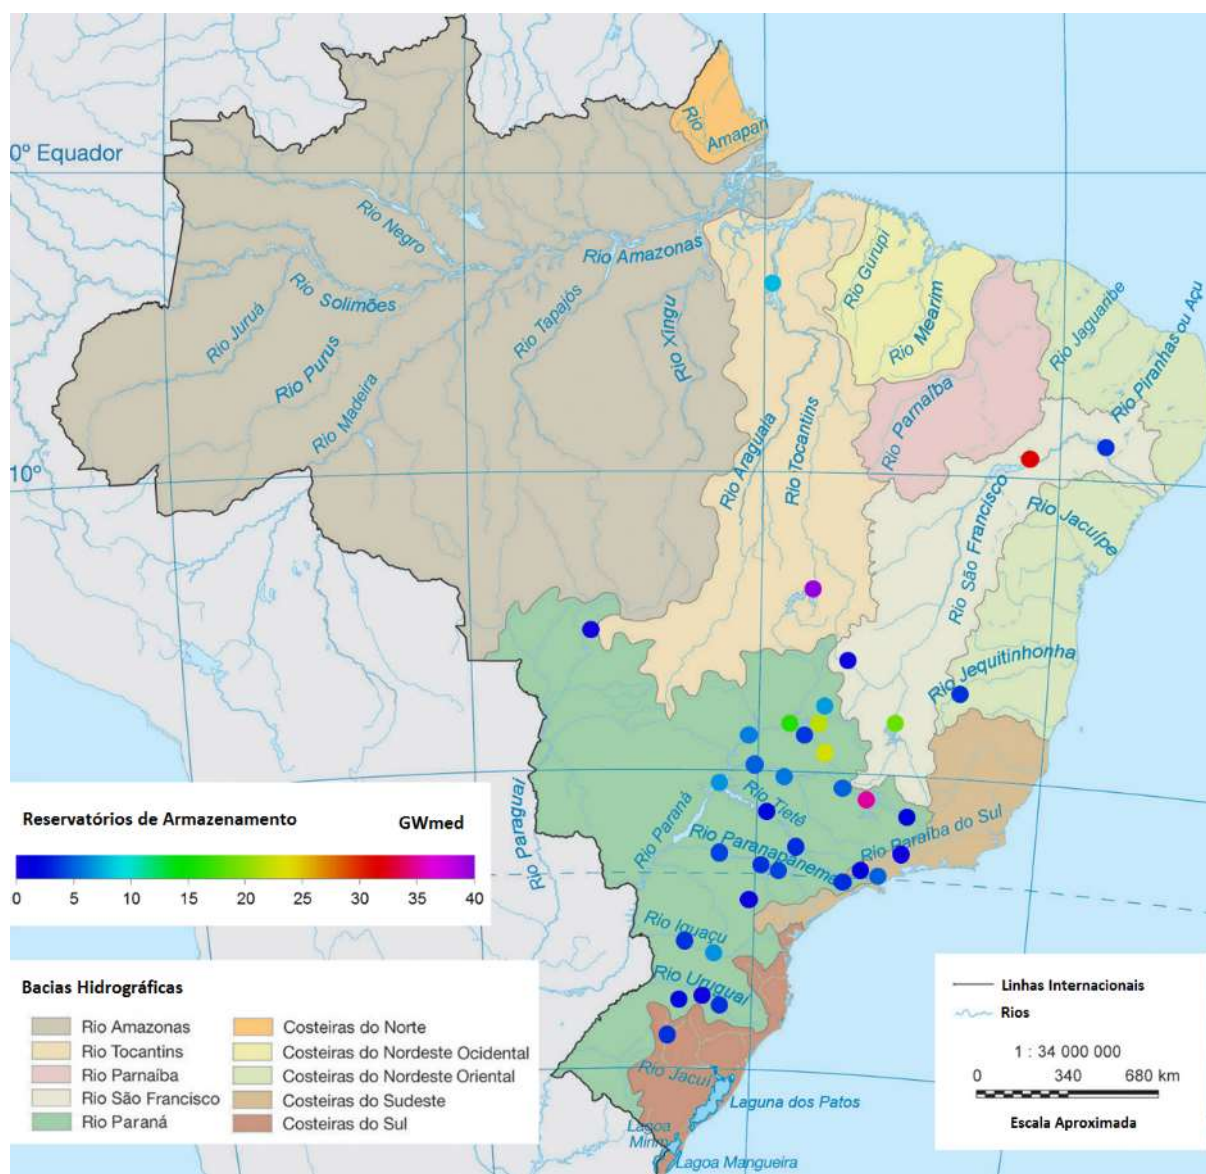 Rio
Amapari
0º Equador
Rio Negro
Rio Amazonas
Rio Gurupi
Rio Mearim
Rio Solimões
Rio Juruá
Rio Purus
Rio Madeira
Rio Tapajós
Rio Xingu
Rio Jaguaribe
Rio Piranhas ou Açu
Rio Parnaíba
Rio Araguaia
Rio Tocantins
10º
Rio São Francisco
Rio Jacuípe
Rio Jequitinhonha
Rio Paraguai
Rio Paraná
Rio Tietê
Rio Paranapanema
Rio Paraíba do Sul
Reservatórios de Armazenamento GWmed
0 5 10 15 20 25 30 35 40
Rio Iguaçu
Rio Uruguai
Rio Jacuí
Laguna dos Patos
Lagoa
Mirim
Lagoa Mangueira
Bacias Hidrográficas
Rio Amazonas
Rio Tocantins
Rio Parnaíba
Rio São Francisco
Rio Paraná
Costeiras do Norte
Costeiras do Nordeste Ocidental
Costeiras do Nordeste Oriental
Costeiras do Sudeste
Costeiras do Sul
Linhas Internacionais
Rios
1 : 34 000 000
0 340 680 km
Escala Aproximada